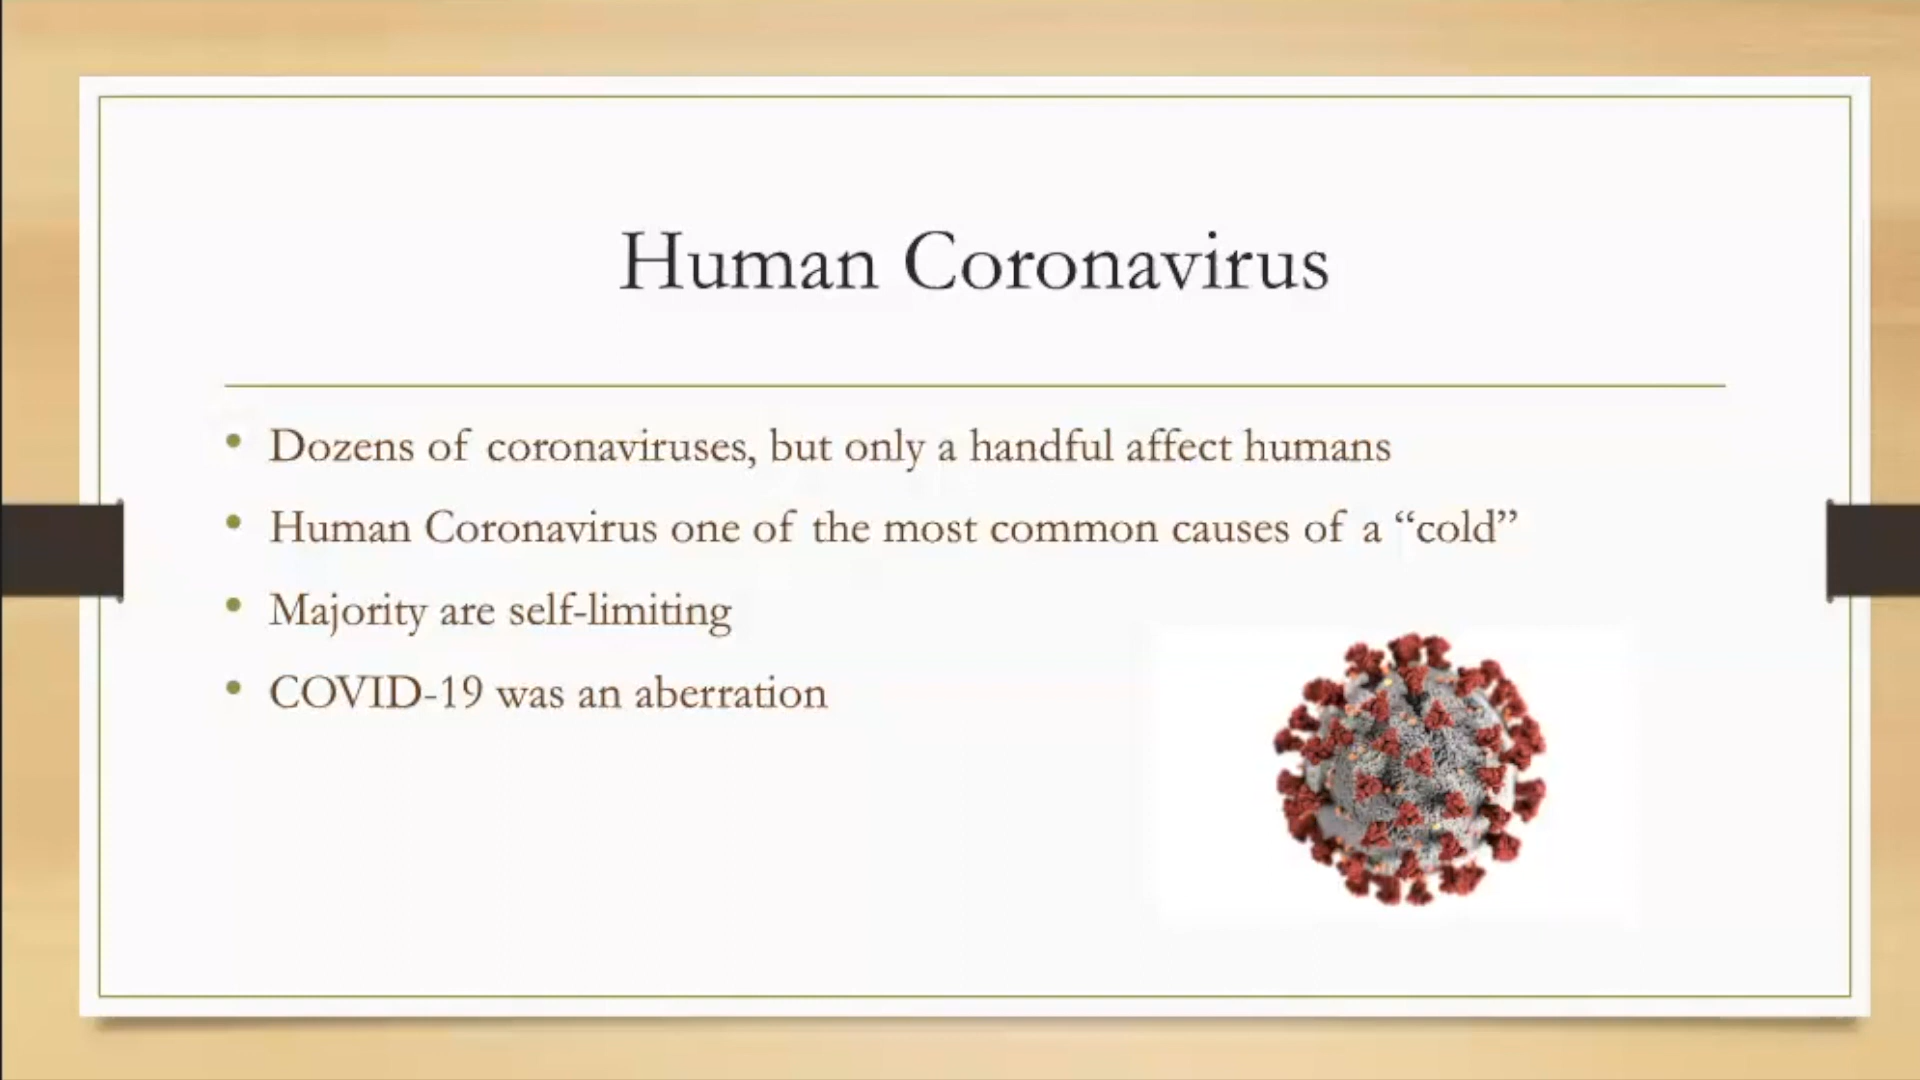 Human Coronavirus
• Dozens of coronaviruses, but only a handful affect humans
• Human Coronavirus one of the most common causes of a “cold”
• Majority are self-limiting
• COVID-19 was an aberration